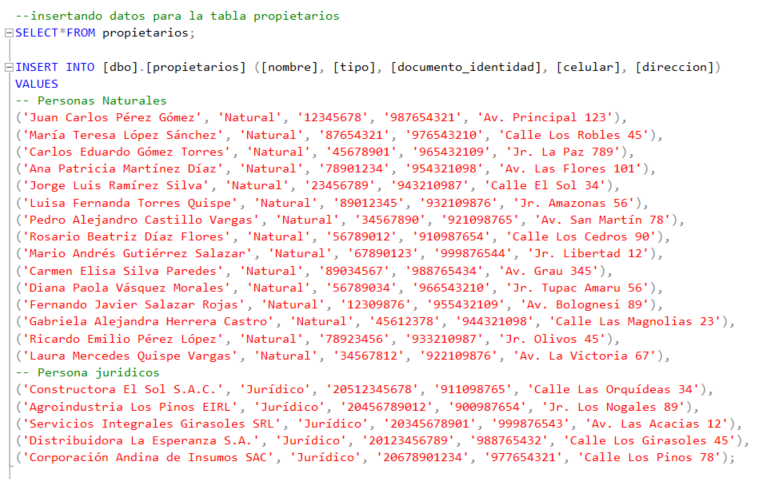 --insertando datos para la tabla propietarios
SELECT*FROM propietarios;
INSERT INTO [dbo].[propietarios] ([nombre], [tipo], [documento_identidad], [celular], [direccion])
VALUES
-- Personas Naturales
('Juan Carlos Pérez Gómez', 'Natural', '12345678', '987654321', 'Av. Principal 123'),
('María Teresa López Sánchez', 'Natural', '87654321', '976543210', 'Calle Los Robles 45'),
('Carlos Eduardo Gómez Torres', 'Natural', '45678901', '965432109', 'Jr. La Paz 789'),
('Ana Patricia Martínez Díaz', 'Natural', '78901234', '954321098', 'Av. Las Flores 101'),
('Jorge Luis Ramírez Silva', 'Natural', '23456789', '943210987', 'Calle El Sol 34'),
('Luisa Fernanda Torres Quispe', 'Natural', '89012345', '932109876', 'Jr. Amazonas 56'),
('Pedro Alejandro Castillo Vargas', 'Natural', '34567890', '921098765', 'Av. San Martín 78'),
('Rosario Beatriz Díaz Flores', 'Natural', '56789012', '910987654', 'Calle Los Cedros 90'),
('Mario Andrés Gutiérrez Salazar', 'Natural', '67890123', '999876544', 'Jr. Libertad 12'),
('Carmen Elisa Silva Paredes', 'Natural', '89034567', '988765434', 'Av. Grau 345'),
('Diana Paola Vásquez Morales', 'Natural', '56789034', '966543210', 'Jr. Tupac Amaru 56'),
('Fernando Javier Salazar Rojas', 'Natural', '12309876', '955432109', 'Av. Bolognesi 89'),
('Gabriela Alejandra Herrera Castro', 'Natural', '45612378', '944321098', 'Calle Las Magnolias 23'),
('Ricardo Emilio Pérez López', 'Natural', '78923456', '933210987', 'Jr. Olivos 45'),
('Laura Mercedes Quispe Vargas', 'Natural', '34567812', '922109876', 'Av. La Victoria 67'),
-- Persona juridicos
('Constructora El Sol S.A.C.', 'Jurídico', '20512345678', '911098765', 'Calle Las Orquídeas 34'),
('Agroindustria Los Pinos EIRL', 'Jurídico', '20456789012', '900987654', 'Jr. Los Nogales 89'),
('Servicios Integrales Girasoles SRL', 'Jurídico', '20345678901', '999876543', 'Av. Las Acacias 12'),
('Distribuidora La Esperanza S.A.', 'Jurídico', '20123456789', '988765432', 'Calle Los Girasoles 45'),
('Corporación Andina de Insumos SAC', 'Jurídico', '20678901234', '977654321', 'Calle Los Pinos 78');